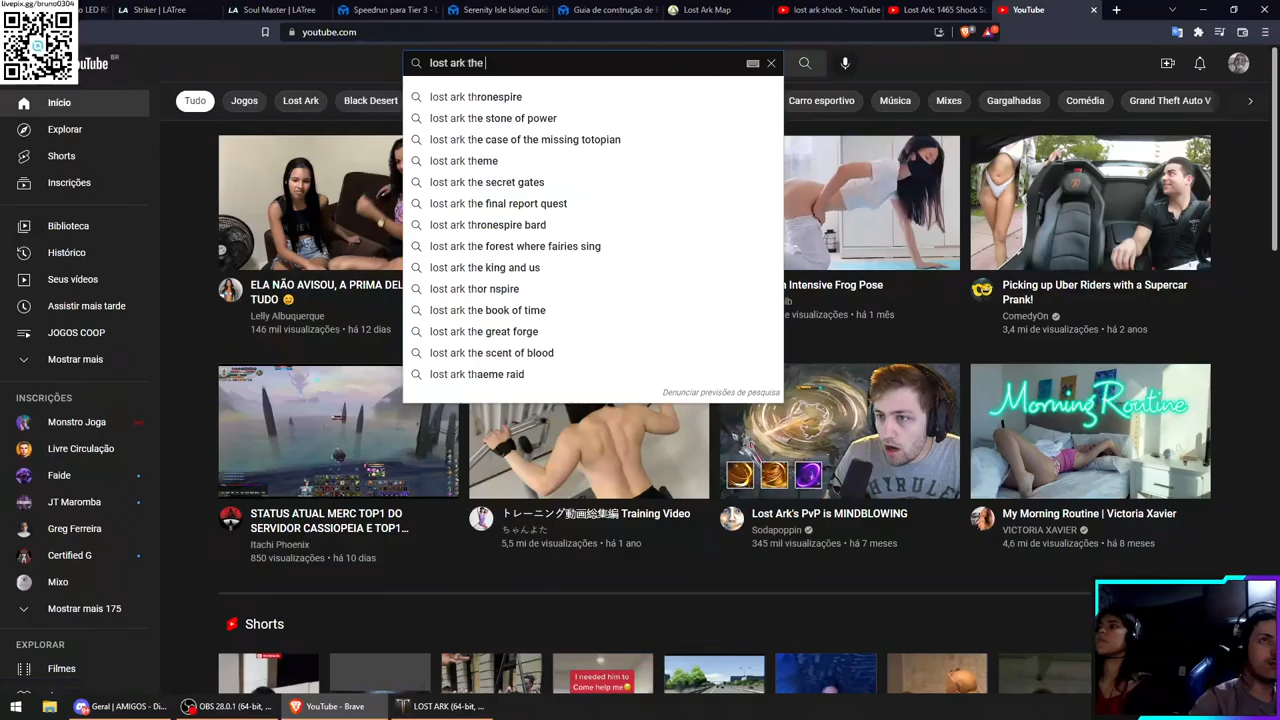 livepix.gg/bruno0304
LED R
Striker | LATree
Soul Master | LATree
Speedrun para Tier 3 - L
Serenity Isle Island Guid
Guia de construção de P
Lost Ark Map
lost ark shock - YouTube
Lost Ark: 1465 Shock S
YouTube
youtube.com
YouTube BR
lost ark the
lost ark thronespire
lost ark the stone of power
lost ark the case of the missing totopian
lost ark theme
lost ark the secret gates
lost ark the final report quest
lost ark thronespire bard
lost ark the forest where fairies sing
lost ark the king and us
lost ark thor nspire
lost ark the book of time
lost ark the great forge
lost ark the scent of blood
lost ark thaeme raid
Denunciar previsões de pesquisa
Início
Explorar
Shorts
Inscrições
Biblioteca
Histórico
Seus vídeos
Assistir mais tarde
JOGOS COOP
Mostrar mais
INSCRIÇÕES
Monstro Joga
Livre Circulação
Faide
JT Maromba
Greg Ferreira
Certified G
Mixo
Mostrar mais 175
EXPLORAR
Filmes
Tudo
Jogos
Lost Ark
Black Desert
Carro esportivo
Música
Mixes
Gargalhadas
Comédia
Grand Theft Auto V
ELA NÃO AVISOU, A PRIMA DEL
TUDO
Lelly Albuquerque
146 mil visualizações • há 12 dias
n Intensive Frog Pose
ilb
de visualizações • há 1 mês
Picking up Uber Riders with a Supercar
Prank!
ComedyOn
3,4 mi de visualizações • há 2 anos
STATUS ATUAL MERC TOP1 DO
SERVIDOR CASSIOPEIA E TOP1...
Itachi Phoenix
850 visualizações • há 10 dias
トレーニング動画総集編 Training Video
ちゃんよた
5,5 mi de visualizações • há 1 ano
HYRULE
Lost Ark's PvP is MINDBLOWING
Sodapoppin
345 mil visualizações • há 7 meses
Morning Routine
My Morning Routine | Victoria Xavier
VICTORIA XAVIER
4,6 mi de visualizações • há 8 meses
Shorts
I needed him to
Come help me
Geral | AMIGOS - Di...
OBS 28.0.1 (64-bit, ...
YouTube - Brave
LOST ARK (64-bit, ...